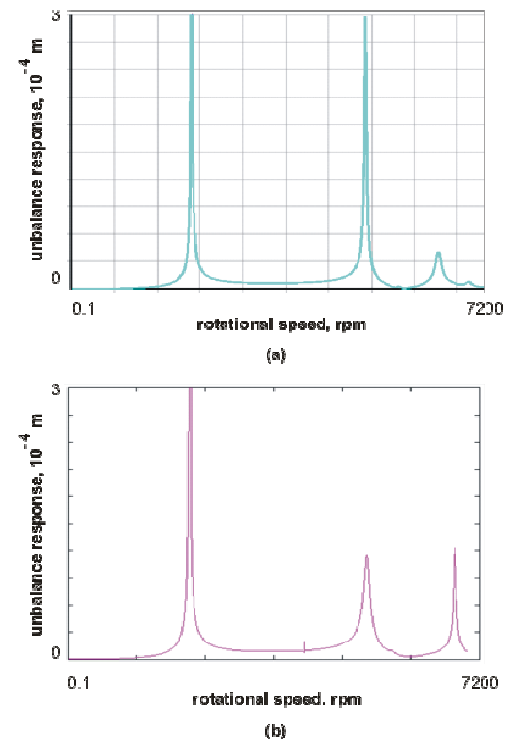 3
unbalance response, 10⁻⁴ m
0
0.1
7200
rotational speed, rpm
(a)
3
unbalance response, 10⁻⁴ m
0
0.1
7200
rotational speed. rpm
(b)